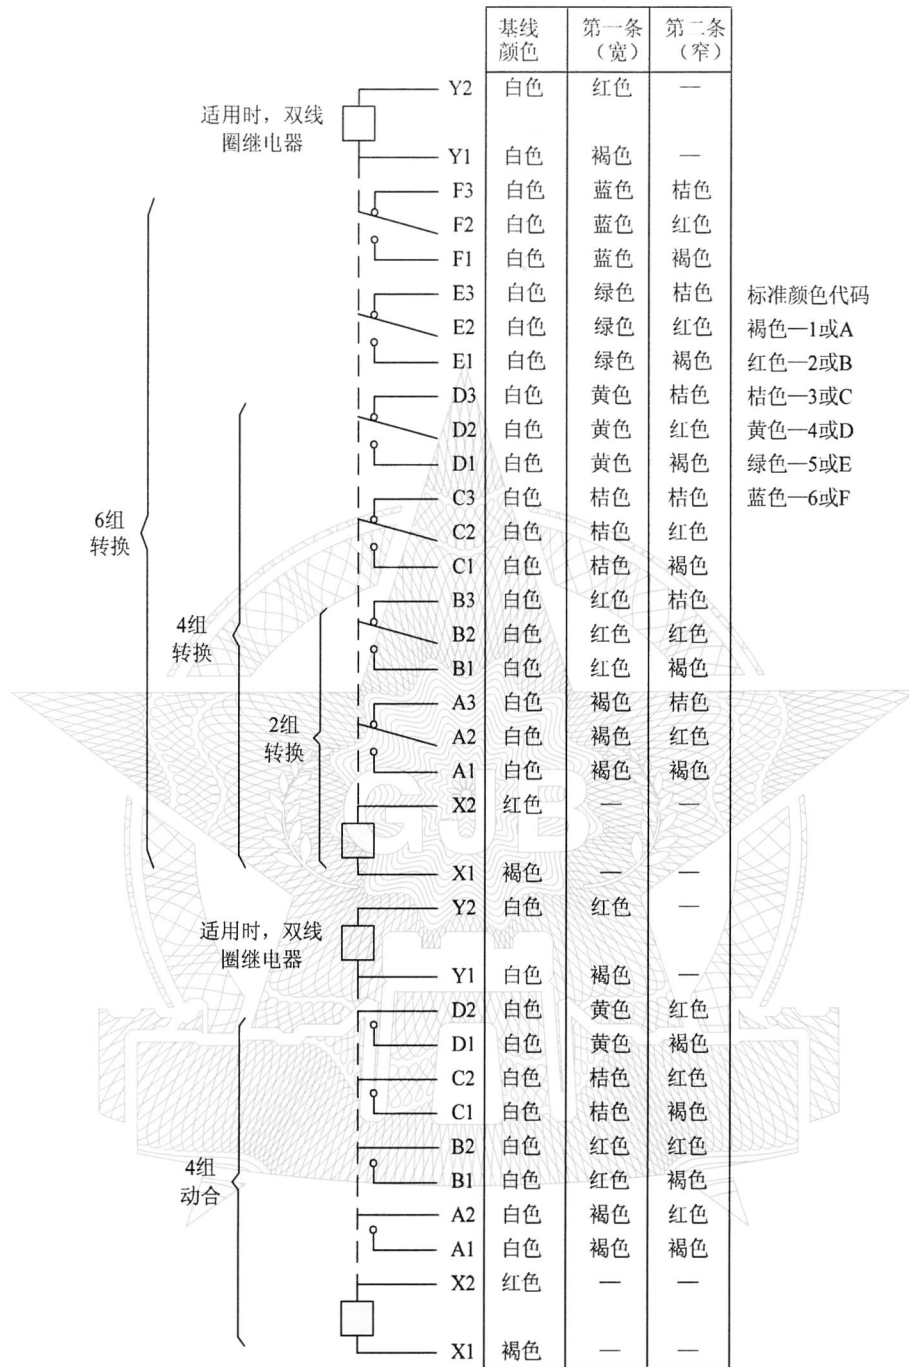 基线 第一条 第二条
颜色 （宽） （窄）
Y2 白色 红色 —
适用时，双线
圈继电器
Y1 白色 褐色 —
F3 白色 蓝色 桔色
F2 白色 蓝色 红色
F1 白色 蓝色 褐色
E3 白色 绿色 桔色 标准颜色代码
E2 白色 绿色 红色 褐色—1或A
E1 白色 绿色 褐色 红色—2或B
D3 白色 黄色 桔色 桔色—3或C
D2 白色 黄色 红色 黄色—4或D
D1 白色 黄色 褐色 绿色—5或E
C3 白色 桔色 桔色 蓝色—6或F
6组
转换
C2 白色 桔色 红色
C1 白色 桔色 褐色
B3 白色 红色 桔色
4组
转换
B2 白色 红色 红色
B1 白色 红色 褐色
A3 白色 褐色 桔色
2组
转换
A2 白色 褐色 红色
A1 白色 褐色 褐色
X2 红色 — —
GJB
X1 褐色 — —
Y2 白色 红色 —
适用时，双线
圈继电器
Y1 白色 褐色 —
D2 白色 黄色 红色
D1 白色 黄色 褐色
C2 白色 桔色 红色
C1 白色 桔色 褐色
B2 白色 红色 红色
4组
动合
B1 白色 红色 褐色
A2 白色 褐色 红色
A1 白色 褐色 褐色
X2 红色 — —
X1 褐色 — —